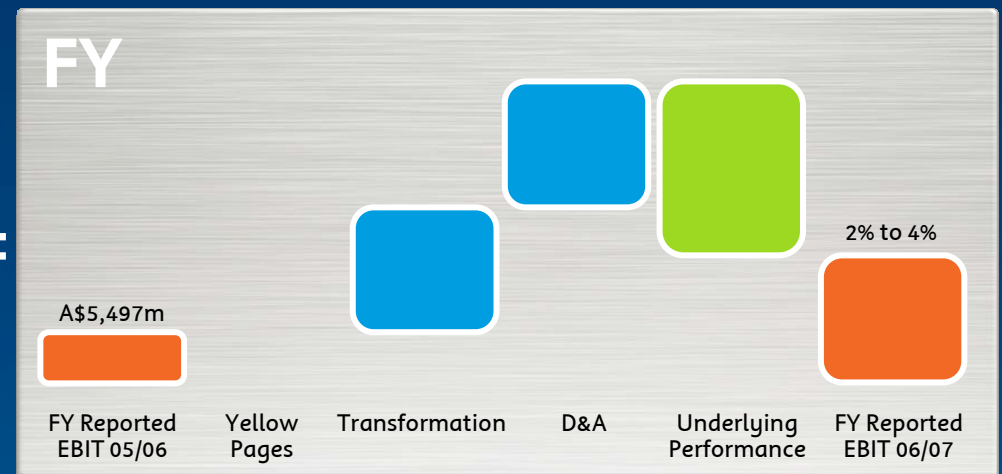 FY
2% to 4%
A$5,497m
FY Reported
EBIT 05/06
Yellow
Pages
Transformation
D&A
Underlying
Performance
FY Reported
EBIT 06/07